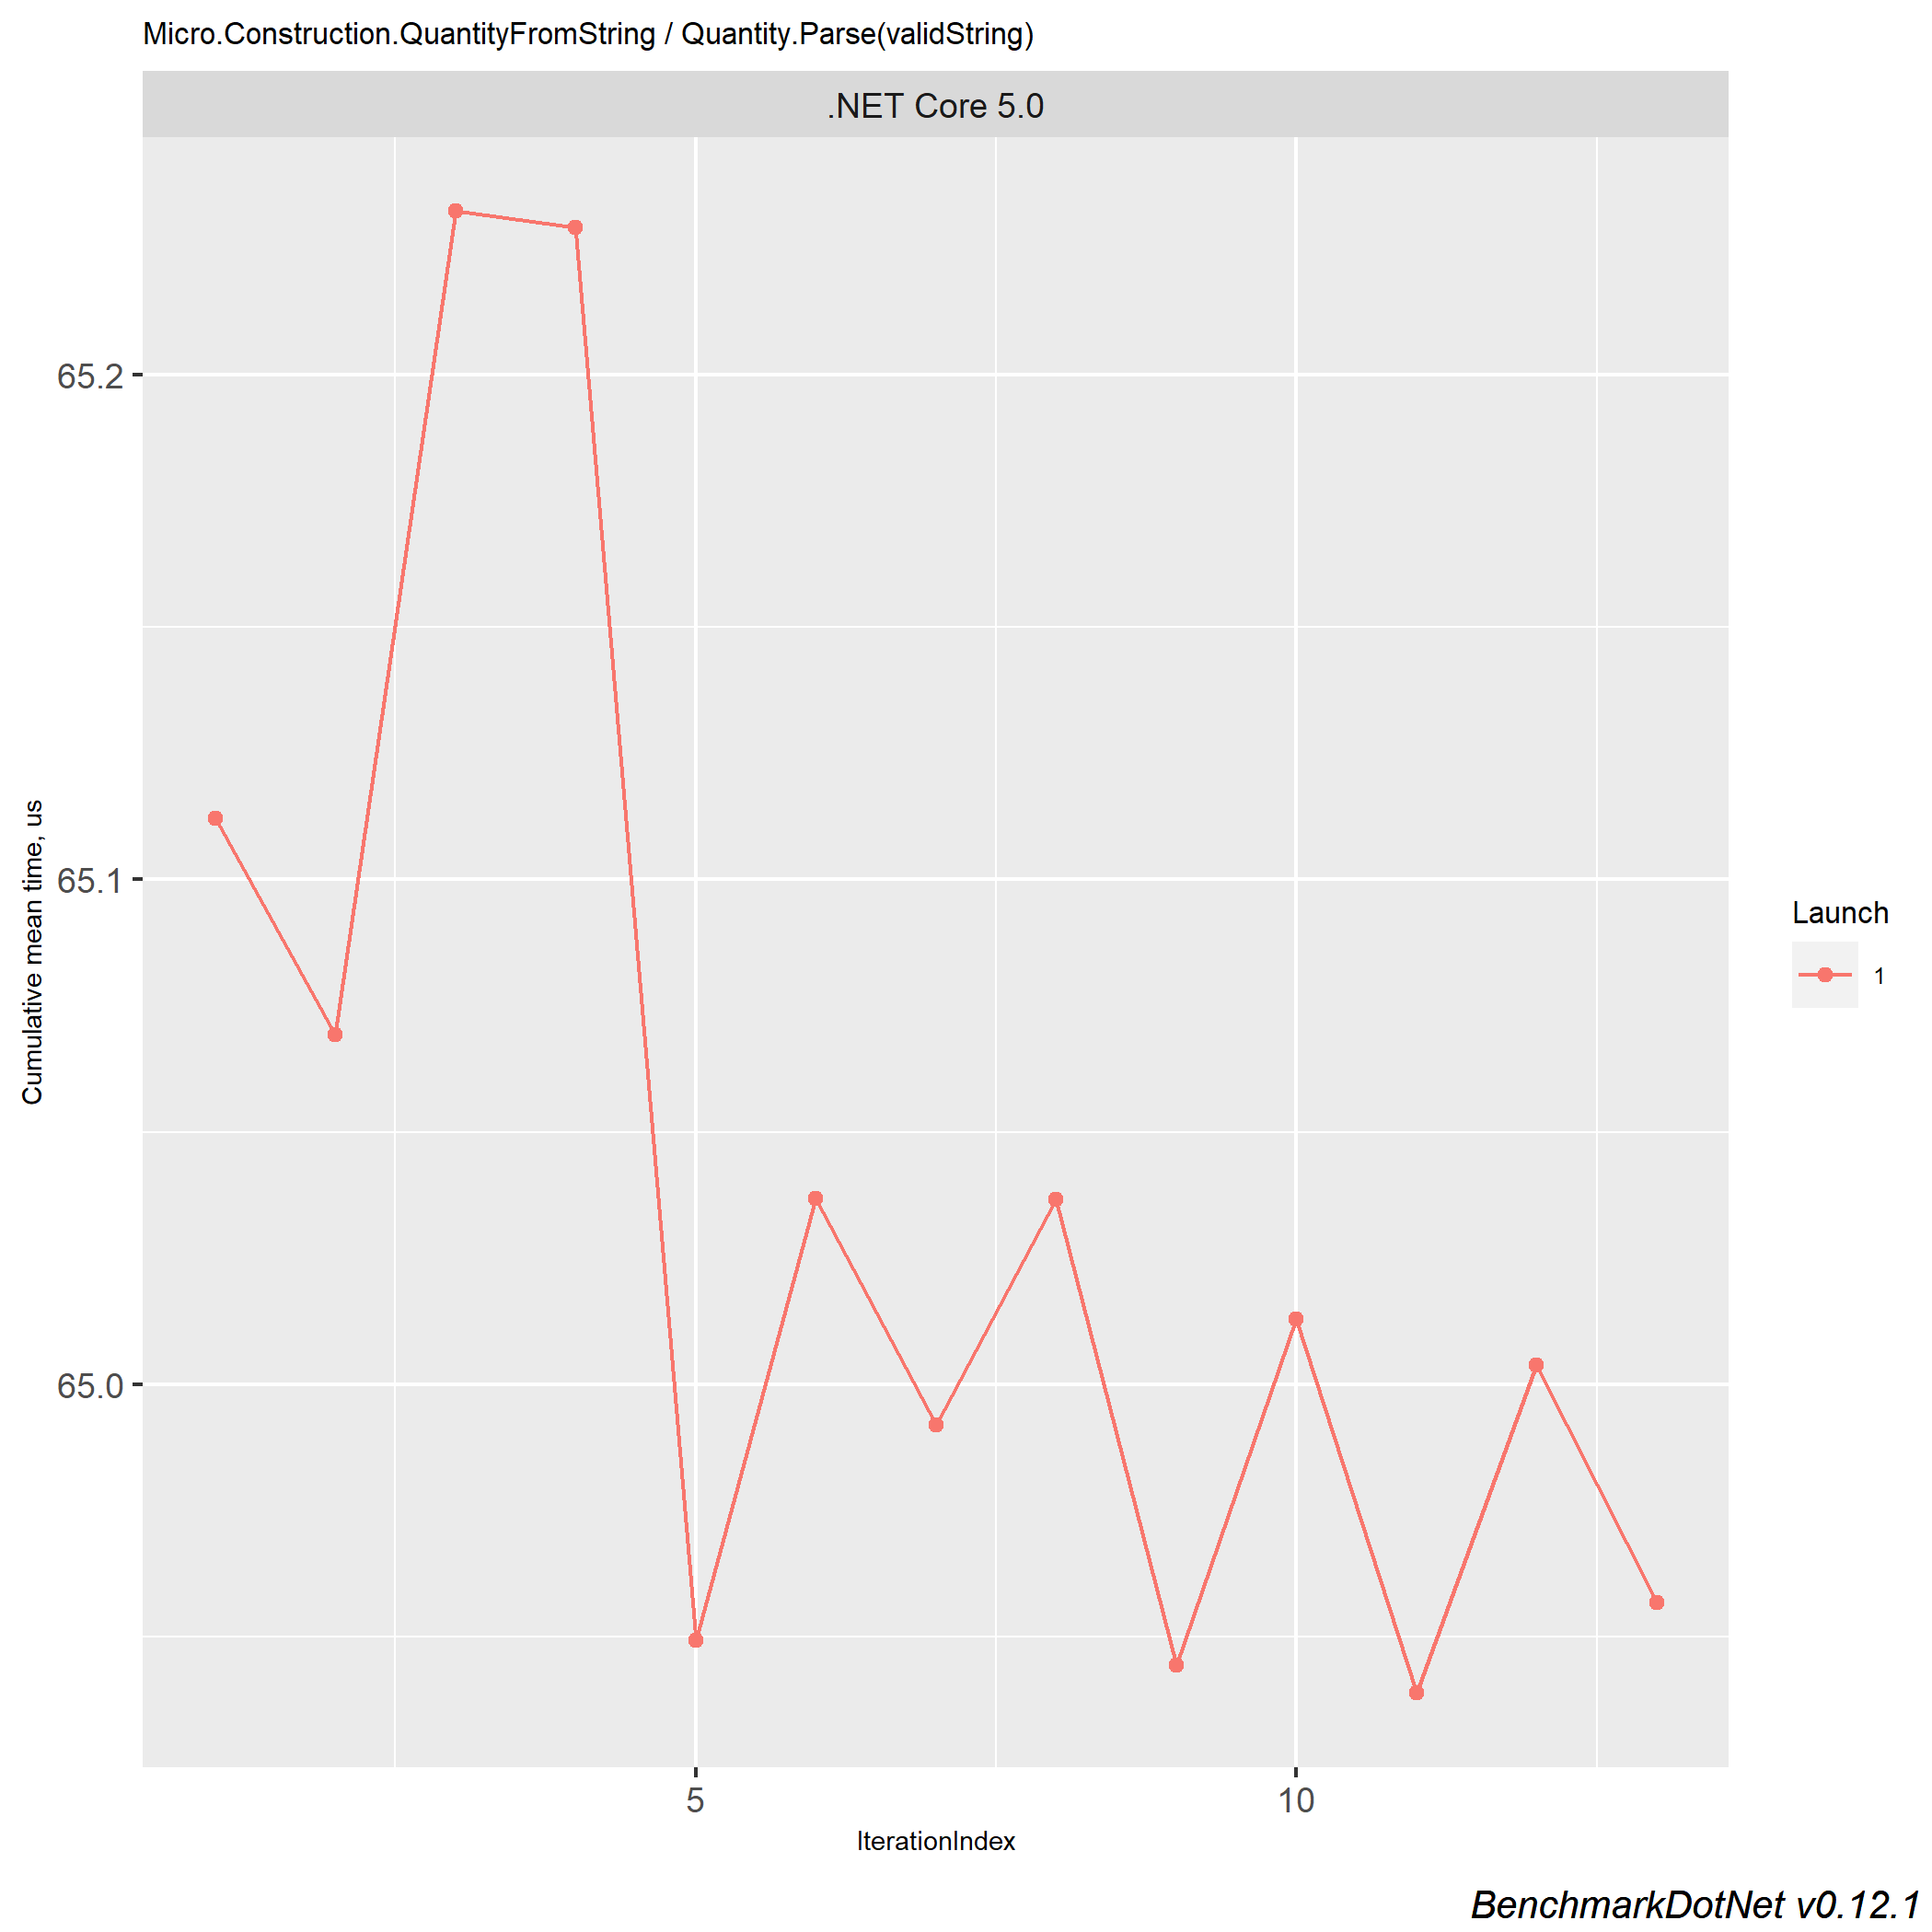 Micro.Construction.QuantityFromString / Quantity.Parse(validString)
.NET Core 5.0
65.2
65.1
65.0
Cumulative mean time, us
5
10
IterationIndex
Launch
1
BenchmarkDotNet v0.12.1